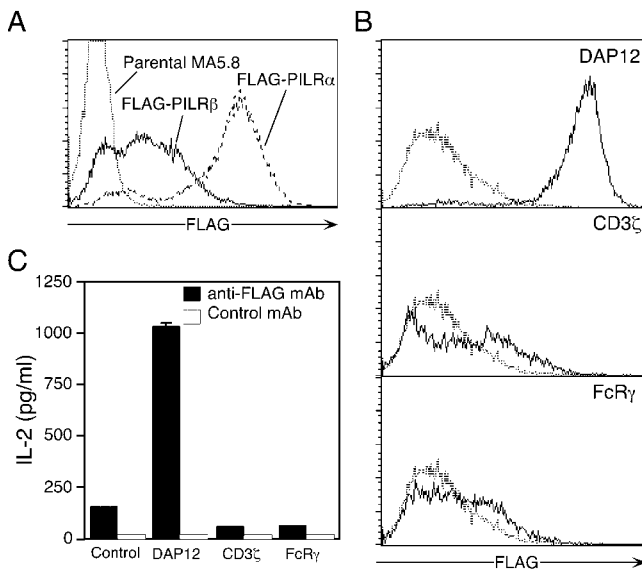 A
Parental MA5.8
FLAG-PILRα
FLAG-PILRβ
FLAG
B
DAP12
CD3ζ
FcRγ
FLAG
C
1250
1000
750
500
250
0
IL-2 (pg/ml)
anti-FLAG mAb
Control mAb
Control DAP12 CD3ζ FcRγ